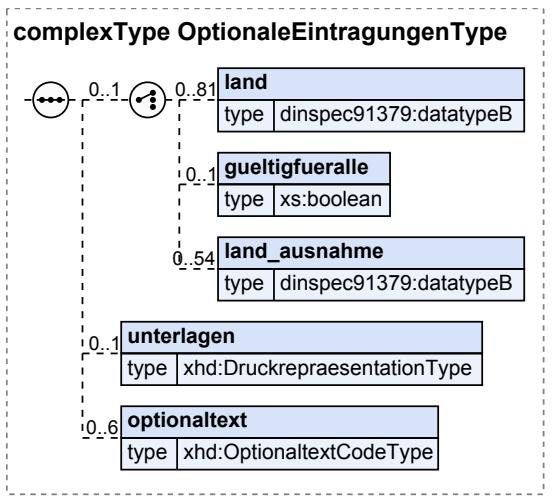 complexType OptionaleEintragungenType
0..1
0..81
land
type dinspec91379:datatypeB
0..1
gueltigfueralle
type xs:boolean
0..54
land_ausnahme
type dinspec91379:datatypeB
0..1
unterlagen
type xhd:DruckrepraesentationType
0..6
optionaltext
type xhd:OptionaltextCodeType